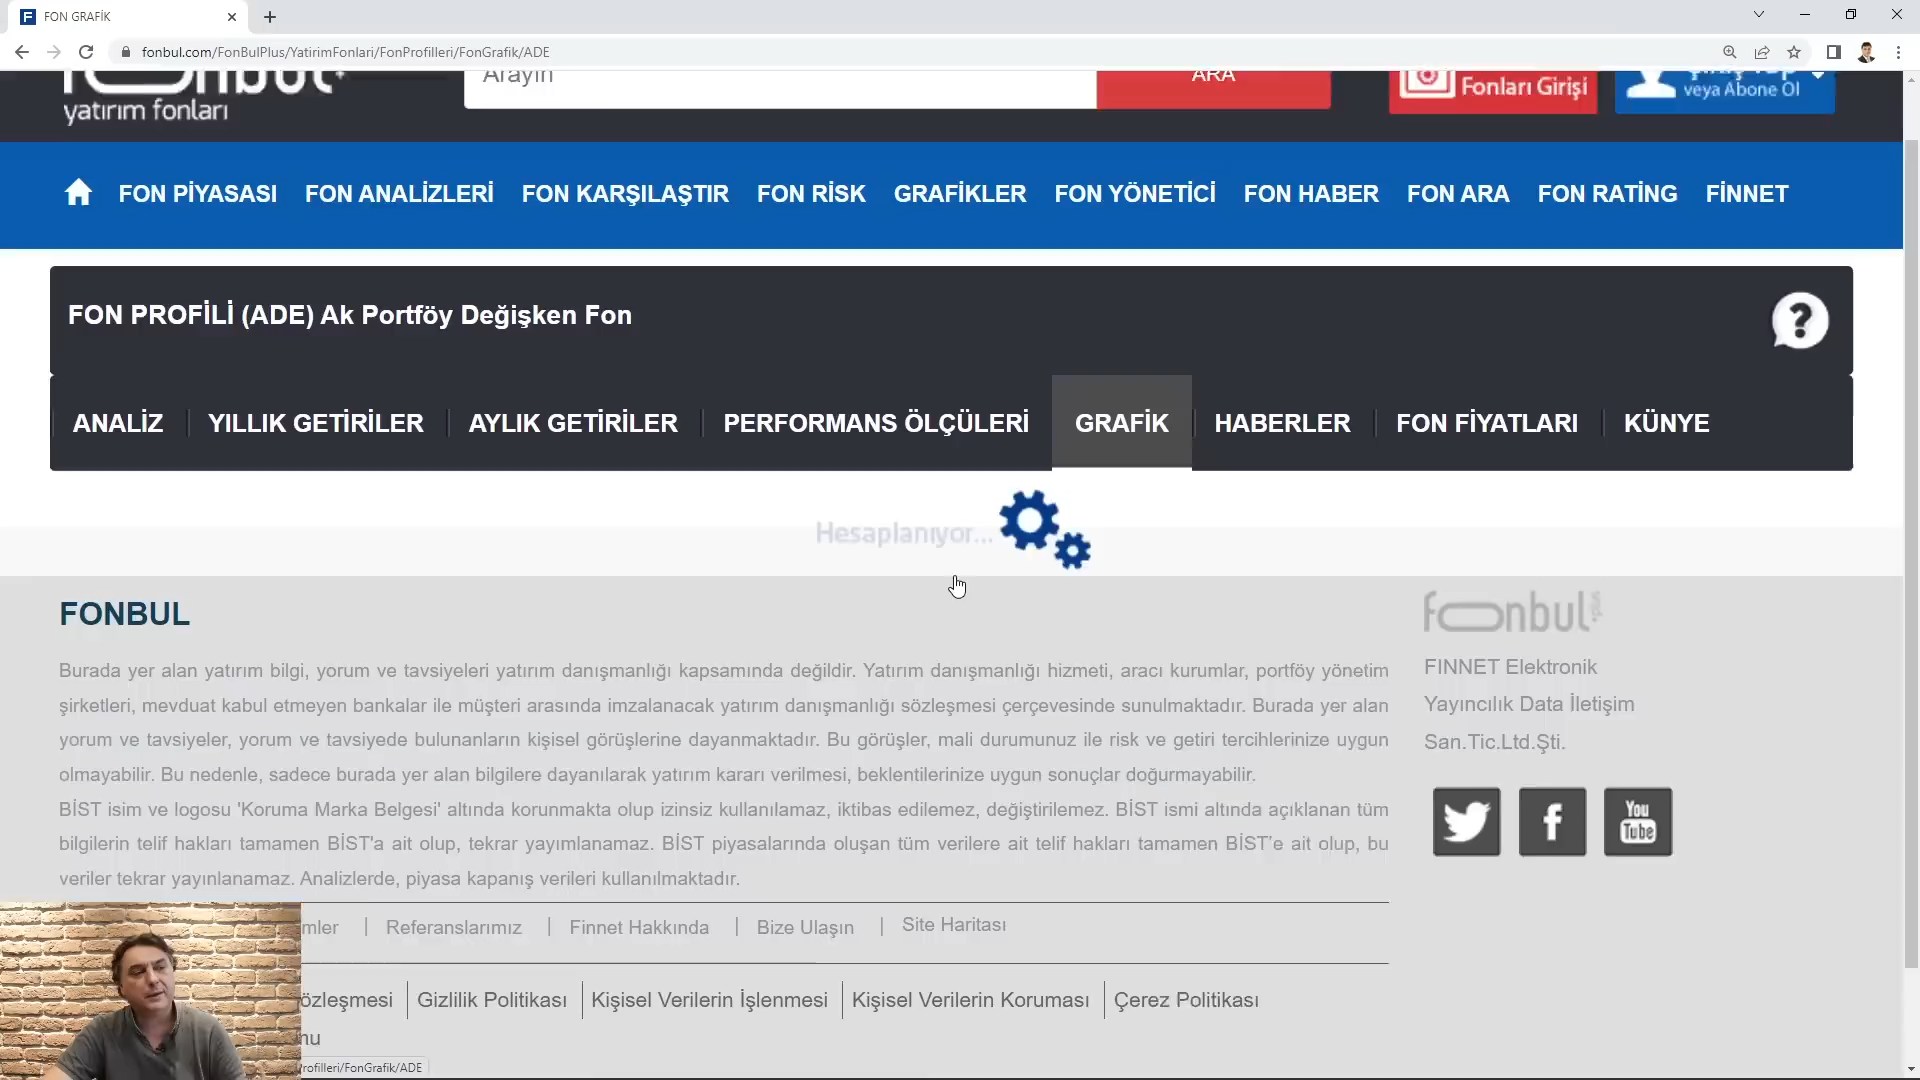 FON GRAFİK
fonbul.com/FonBulPlus/YatirimFonlari/FonProfilleri/FonGrafik/ADE
fonbul+
yatırım fonları
Arayın
ARA
Fonları Girişi
Giriş Yap
veya Abone Ol
FON PİYASASI FON ANALİZLERİ FON KARŞILAŞTIR FON RİSK GRAFİKLER FON YÖNETİCİ FON HABER FON ARA FON RATİNG FİNNET
FON PROFİLİ (ADE) Ak Portföy Değişken Fon
ANALİZ YILLIK GETİRİLER AYLIK GETİRİLER PERFORMANS ÖLÇÜLERİ GRAFİK HABERLER FON FİYATLARI KÜNYE
Hesaplanıyor...
FONBUL
Burada yer alan yatırım bilgi, yorum ve tavsiyeleri yatırım danışmanlığı kapsamında değildir. Yatırım danışmanlığı hizmeti, aracı kurumlar, portföy yönetim
şirketleri, mevduat kabul etmeyen bankalar ile müşteri arasında imzalanacak yatırım danışmanlığı sözleşmesi çerçevesinde sunulmaktadır. Burada yer alan
yorum ve tavsiyeler, yorum ve tavsiyede bulunanların kişisel görüşlerine dayanmaktadır. Bu görüşler, mali durumunuz ile risk ve getiri tercihlerinize uygun
olmayabilir. Bu nedenle, sadece burada yer alan bilgilere dayanılarak yatırım kararı verilmesi, beklentilerinize uygun sonuçlar doğurmayabilir.
BİST isim ve logosu 'Koruma Marka Belgesi' altında korunmakta olup izinsiz kullanılamaz, iktibas edilemez, değiştirilemez. BİST ismi altında açıklanan tüm
bilgilerin telif hakları tamamen BİST'a ait olup, tekrar yayımlanamaz. BİST piyasalarında oluşan tüm verilere ait telif hakları tamamen BİST'e ait olup, bu
veriler tekrar yayınlanamaz. Analizlerde, piyasa kapanış verileri kullanılmaktadır.
fonbul plus
FINNET Elektronik
Yayıncılık Data İletişim
San.Tic.Ltd.Şti.
You Tube
mler | Referanslarımız | Finnet Hakkında | Bize Ulaşın | Site Haritası
özleşmesi | Gizlilik Politikası | Kişisel Verilerin İşlenmesi | Kişisel Verilerin Koruması | Çerez Politikası
mu
rofilleri/FonGrafik/ADE